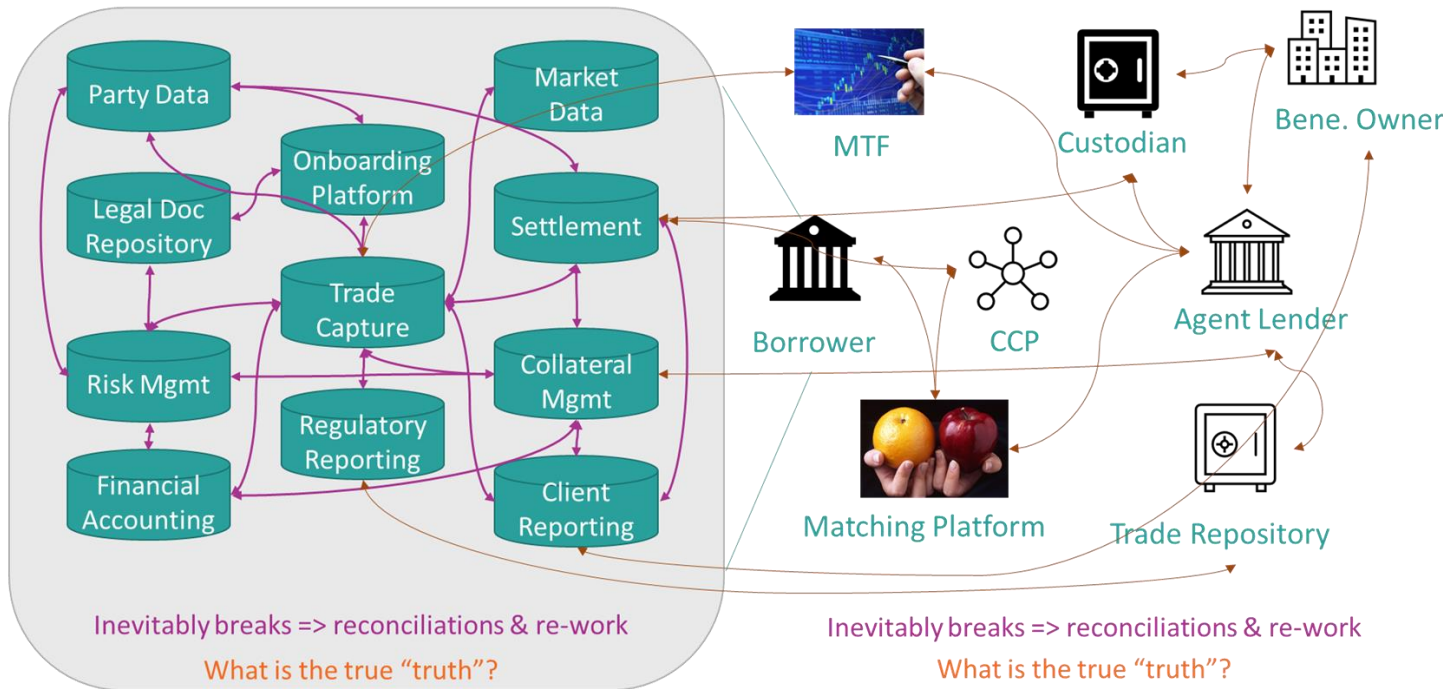 Party Data
Market
Data
Onboarding
Platform
Legal Doc
Repository
Settlement
Trade
Capture
Risk Mgmt
Collateral
Mgmt
Regulatory
Reporting
Financial
Accounting
Client
Reporting
Inevitably breaks => reconciliations & re-work
What is the true “truth”?
MTF
Custodian
Bene. Owner
Borrower
CCP
Agent Lender
Matching Platform
Trade Repository
Inevitably breaks => reconciliations & re-work
What is the true “truth”?